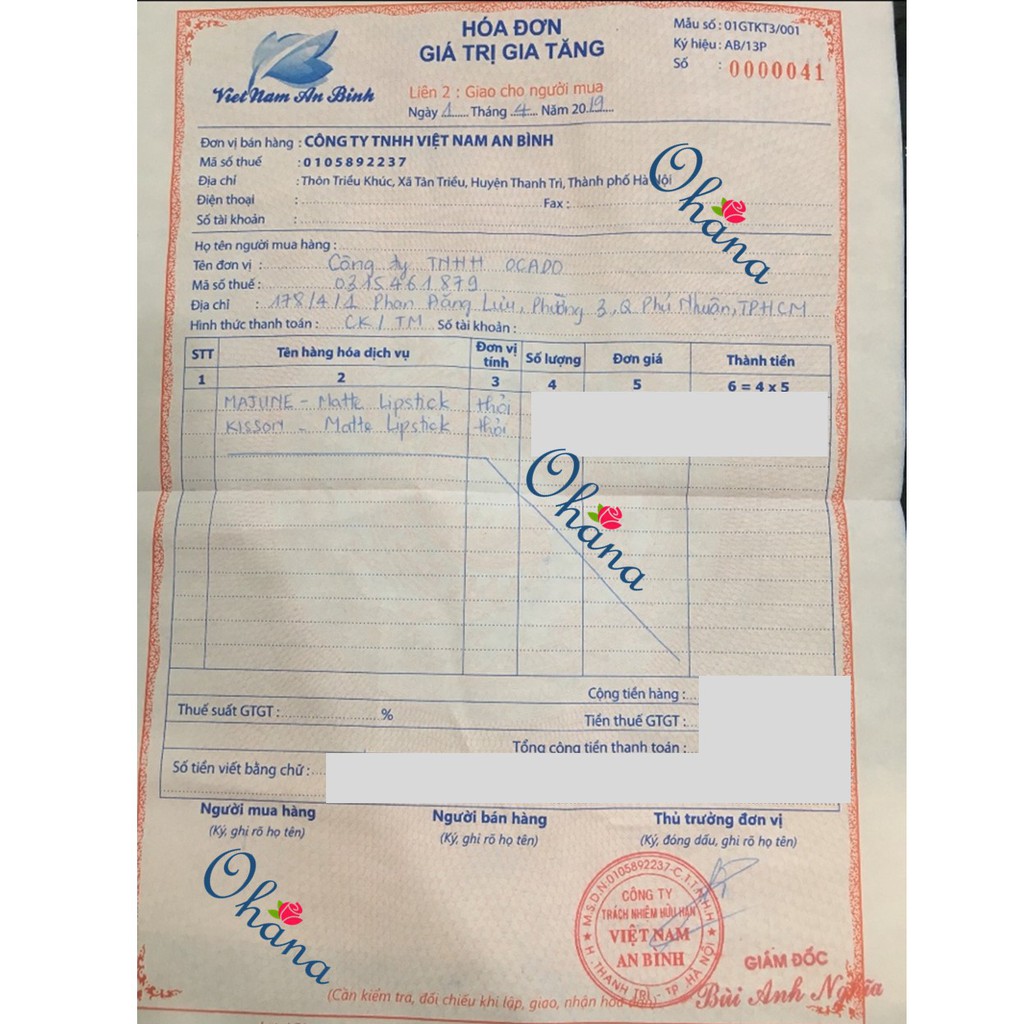 Việt Nam An Bình
HÓA ĐƠN
GIÁ TRỊ GIA TĂNG
Liên 2 : Giao cho người mua
Ngày 1 Tháng 4 Năm 2019
Mẫu số : 01GTKT3/001
Ký hiệu : AB/13P
Số : 0000041
Đơn vị bán hàng : CÔNG TY TNHH VIỆT NAM AN BÌNH
Mã số thuế : 0105892237
Địa chỉ : Thôn Triều Khúc, Xã Tân Triều, Huyện Thanh Trì, Thành phố Hà Nội
Điện thoại : Fax :
Số tài khoản :
Ohana
Họ tên người mua hàng :
Tên đơn vị : Công ty TNHH OCADO
Mã số thuế : 0315461879
Địa chỉ : 178/4/1 Phan Đăng Lưu, Phường 3, Q Phú Nhuận, TPHCM
Hình thức thanh toán : CK / TM Số tài khoản :
STT Tên hàng hóa dịch vụ Đơn vị tính Số lượng Đơn giá Thành tiền
1 2 3 4 5 6 = 4 x 5
MAJUNE - Matte Lipstick thỏi
KISSON - Matte Lipstick thỏi
Ohana
Cộng tiền hàng :
Thuế suất GTGT : % Tiền thuế GTGT :
Tổng cộng tiền thanh toán :
Số tiền viết bằng chữ :
Người mua hàng Người bán hàng Thủ trưởng đơn vị
(Ký, ghi rõ họ tên) (Ký, ghi rõ họ tên) (Ký, đóng dấu, ghi rõ họ tên)
Ohana
M.S.D.N:0105892237-C.T.T.N.H.H
CÔNG TY
TRÁCH NHIỆM HỮU HẠN
VIỆT NAM
AN BÌNH
H. THANH TRÌ - TP. HÀ NỘI
GIÁM ĐỐC
Bùi Anh Nghĩa
(Cần kiểm tra, đối chiếu khi lập, giao, nhận hóa đơn)